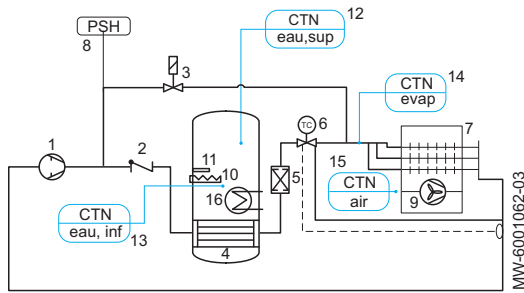 PSH
8
3
CTN
eau,sup
12
CTN
evap
14
TC
6
7
1
2
11
10
5
15
CTN
air
9
16
CTN
eau, inf
13
4
MW-6001062-03